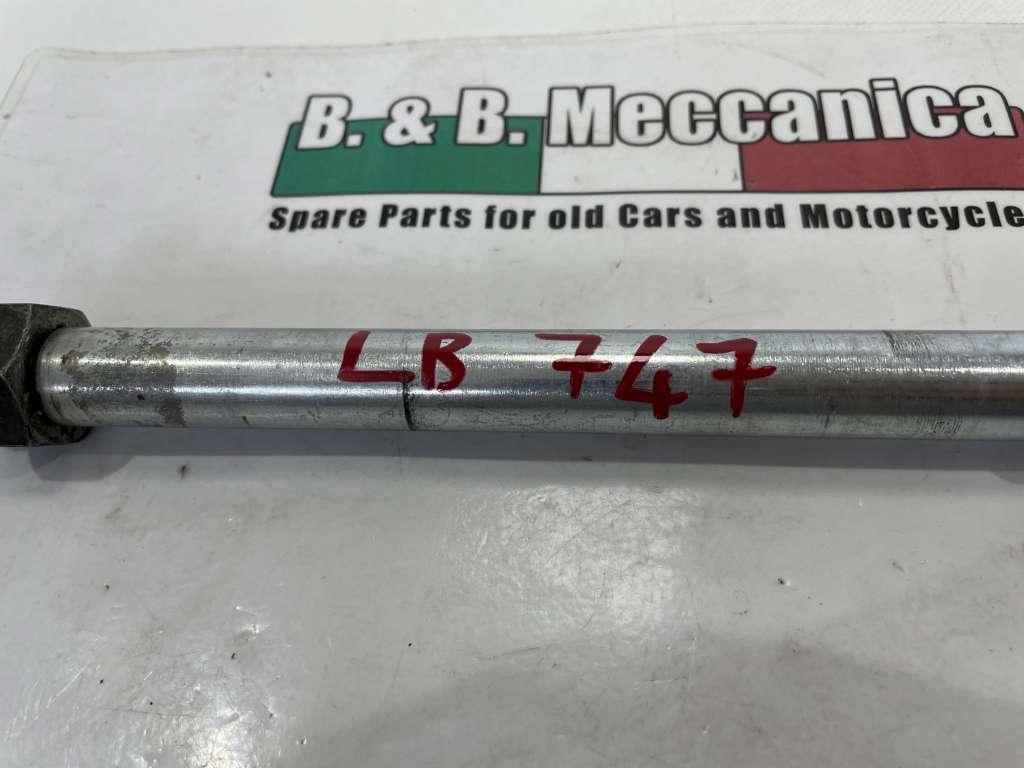 B. & B. Meccanica
Spare Parts for old Cars and Motorcycle
LB 747